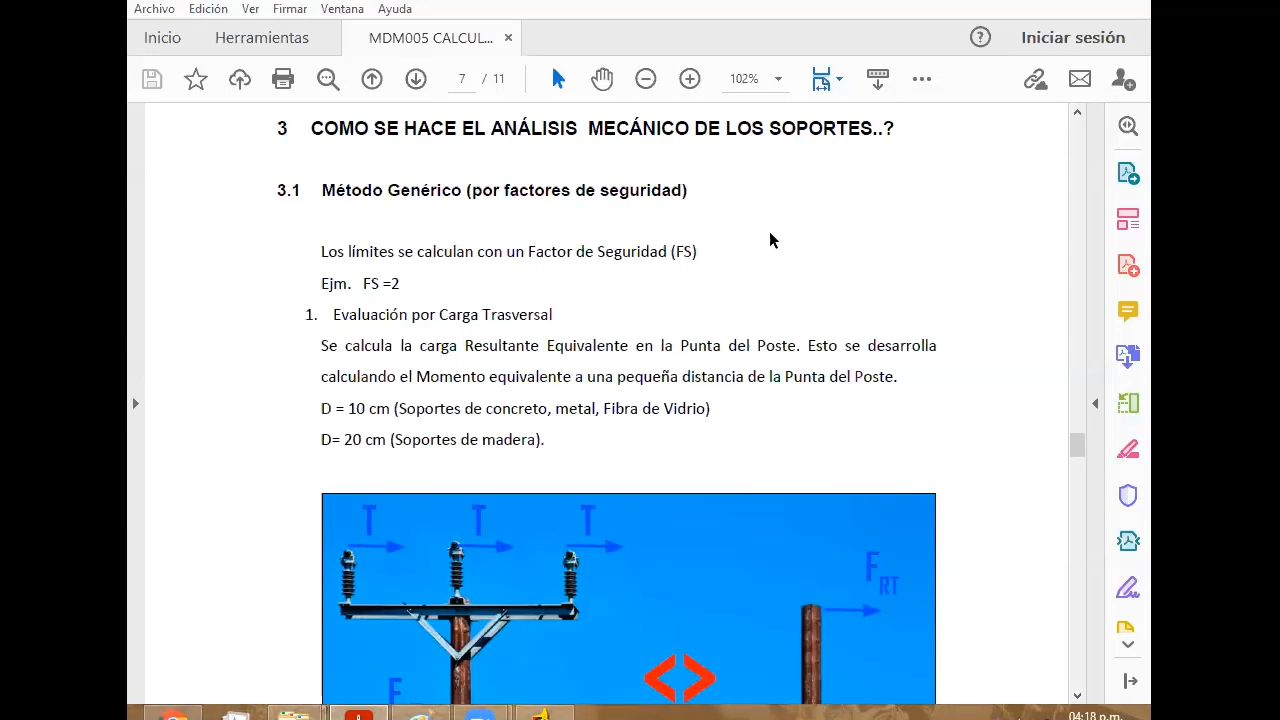 Archivo Edición Ver Firmar Ventana Ayuda
Inicio Herramientas MDM005 CALCUL... × ? Iniciar sesión
7 / 11 102%
3 COMO SE HACE EL ANÁLISIS MECÁNICO DE LOS SOPORTES..?
3.1 Método Genérico (por factores de seguridad)
Los límites se calculan con un Factor de Seguridad (FS)
Ejm. FS =2
1. Evaluación por Carga Trasversal
Se calcula la carga Resultante Equivalente en la Punta del Poste. Esto se desarrolla
calculando el Momento equivalente a una pequeña distancia de la Punta del Poste.
D = 10 cm (Soportes de concreto, metal, Fibra de Vidrio)
D= 20 cm (Soportes de madera).
T T T
F RT
F
04:18 p.m.